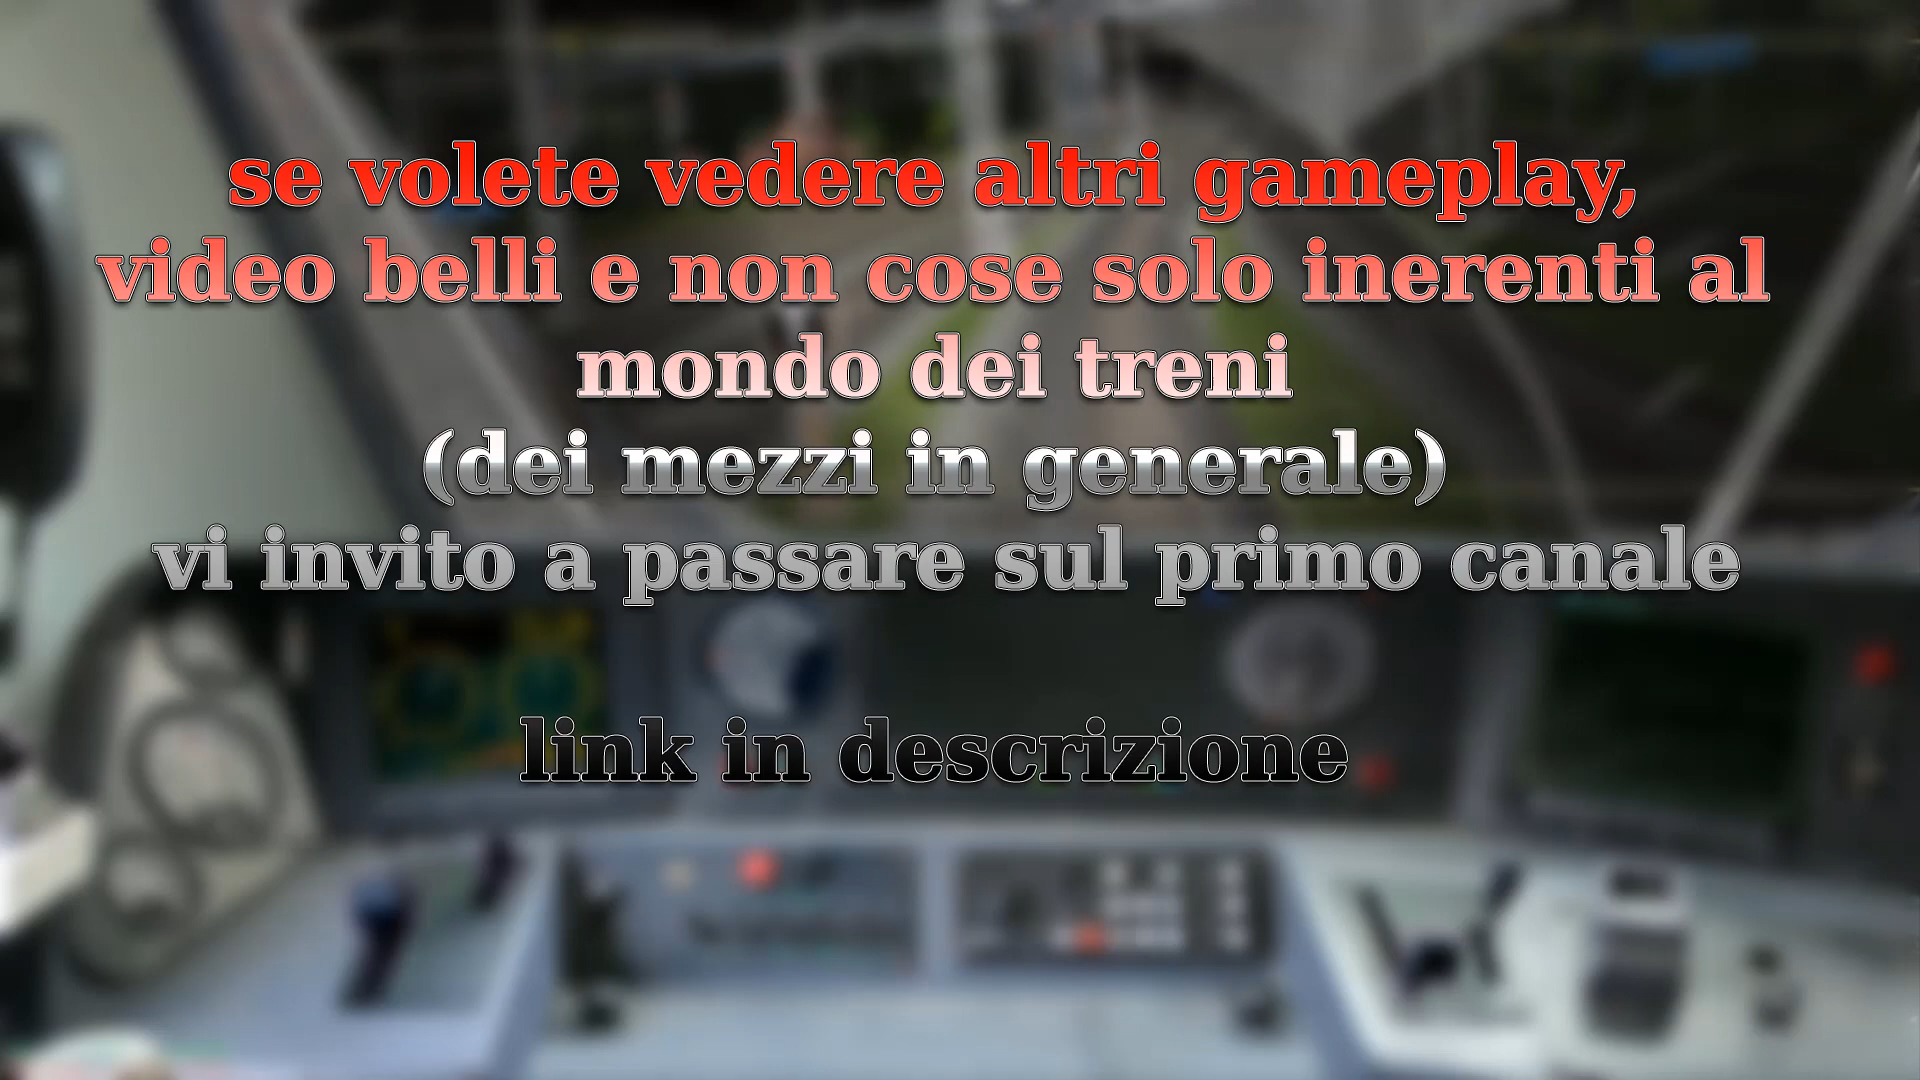 se volete vedere altri gameplay,
video belli e non cose solo inerenti al
mondo dei treni
(dei mezzi in generale)
vi invito a passare sul primo canale
link in descrizione